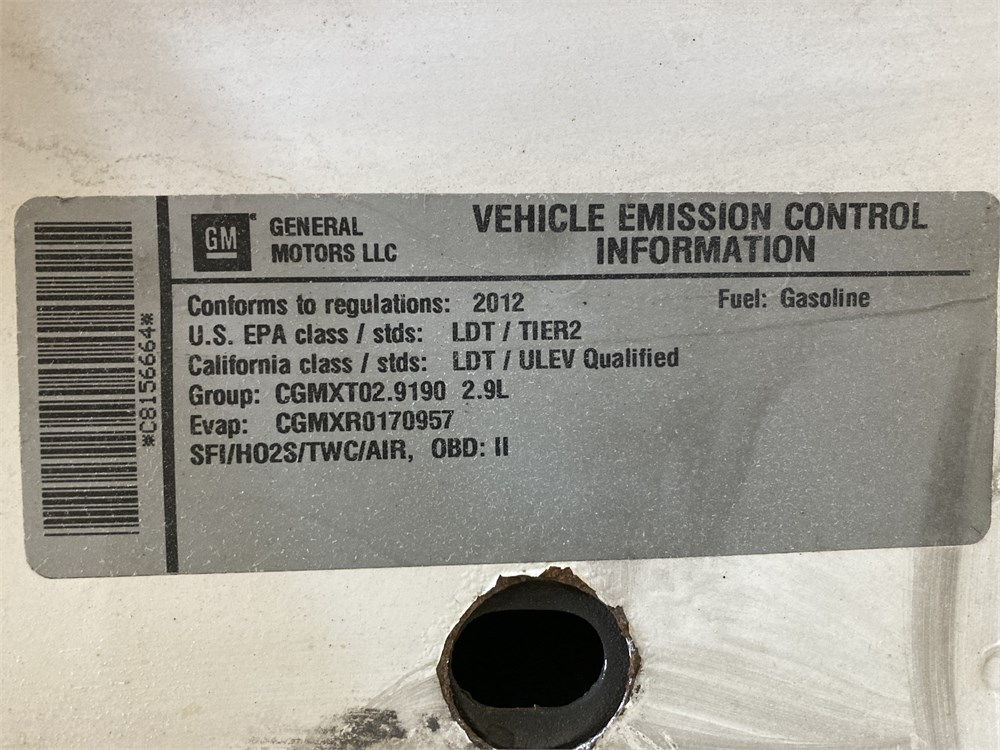 *C8156664*
GM
GENERAL
MOTORS LLC
VEHICLE EMISSION CONTROL
INFORMATION
Conforms to regulations: 2012
Fuel: Gasoline
U.S. EPA class / stds: LDT / TIER2
California class / stds: LDT / ULEV Qualified
Group: CGMXT02.9190 2.9L
Evap: CGMXR0170957
SFI/HO2S/TWC/AIR, OBD: II